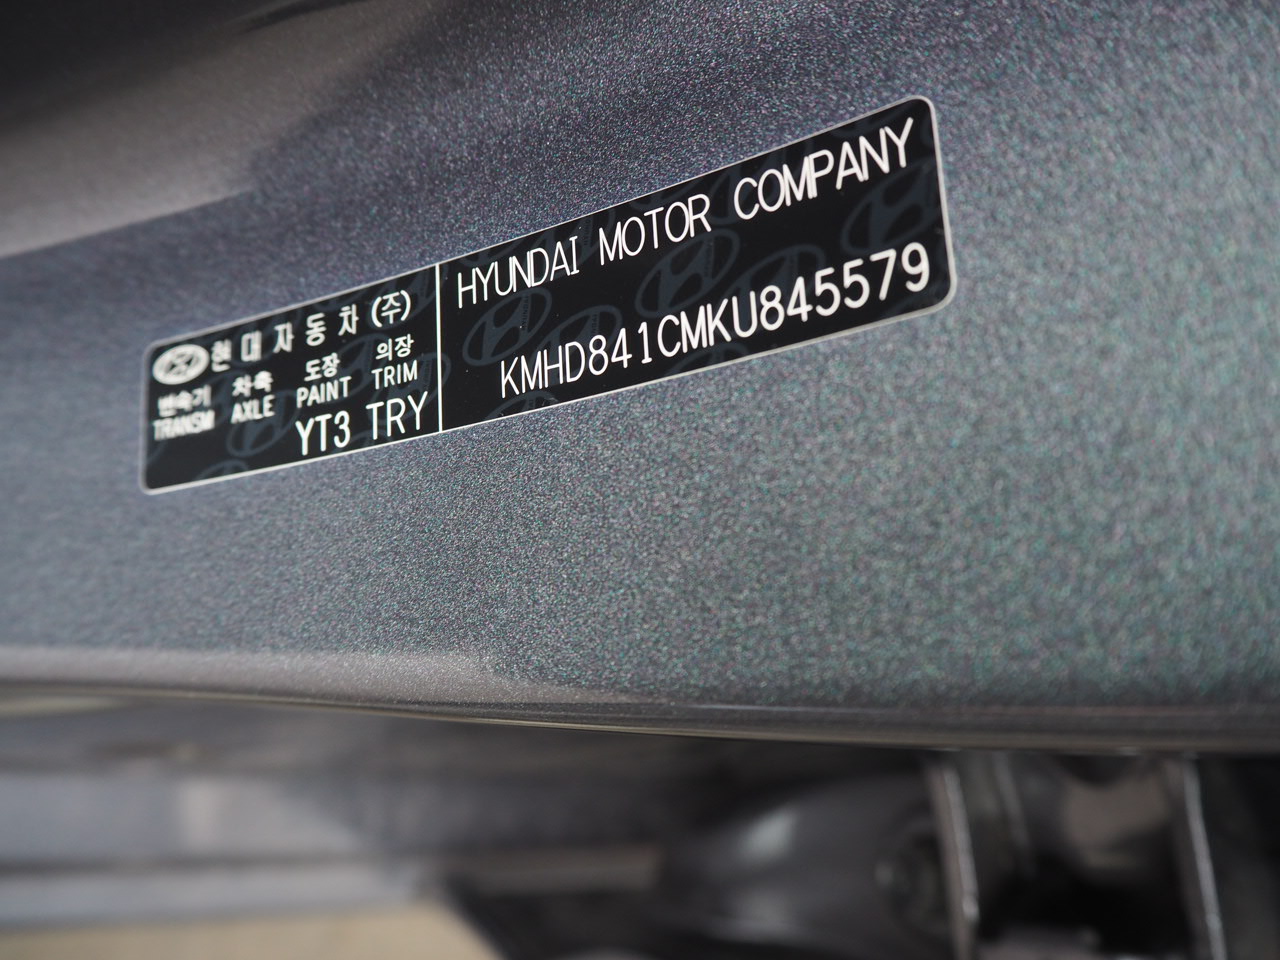 현대자동차(주)
변속기 차축 도장 의장
TRANSM AXLE PAINT TRIM
YT3 TRY
HYUNDAI MOTOR COMPANY
KMHD841CMKU845579